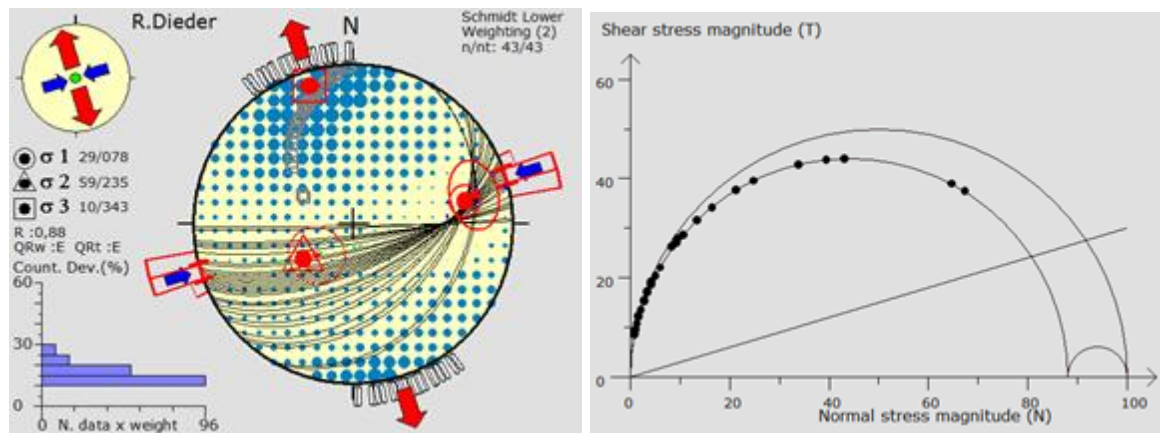 R.Dieder
N
Schmidt Lower
Weighting (2)
n/nt: 43/43
σ 1 29/078
σ 2 59/235
σ 3 10/343
R :0,88
QRw :E QRt :E
Count. Dev.(%)
60
30
0
0 N. data x weight 96
Shear stress magnitude (T)
60
40
20
0
0 20 40 60 80 100
Normal stress magnitude (N)